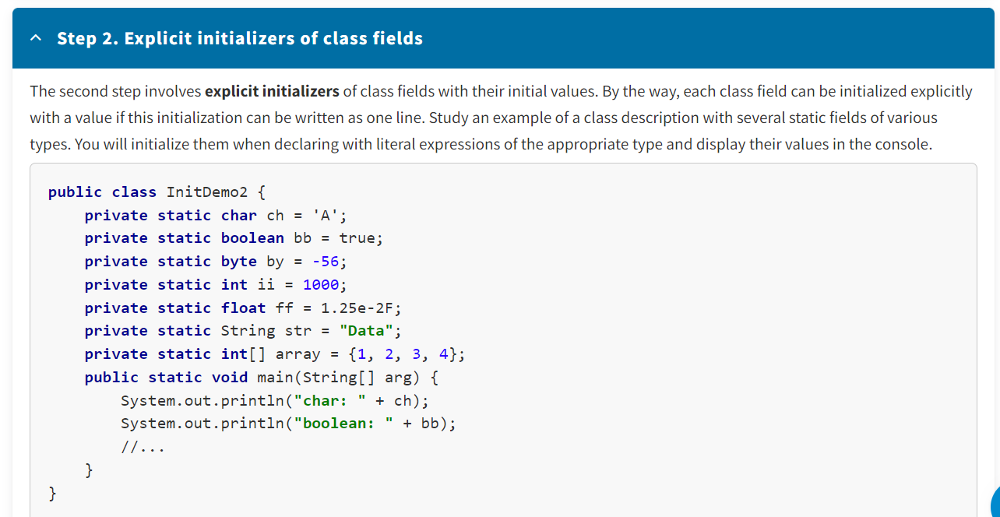 Step 2. Explicit initializers of class fields
The second step involves explicit initializers of class fields with their initial values. By the way, each class field can be initialized explicitly
with a value if this initialization can be written as one line. Study an example of a class description with several static fields of various
types. You will initialize them when declaring with literal expressions of the appropriate type and display their values in the console.
public class InitDemo2 {
    private static char ch = 'A';
    private static boolean bb = true;
    private static byte by = -56;
    private static int ii = 1000;
    private static float ff = 1.25e-2F;
    private static String str = "Data";
    private static int[] array = {1, 2, 3, 4};
    public static void main(String[] arg) {
        System.out.println("char: " + ch);
        System.out.println("boolean: " + bb);
        //...
    }
}